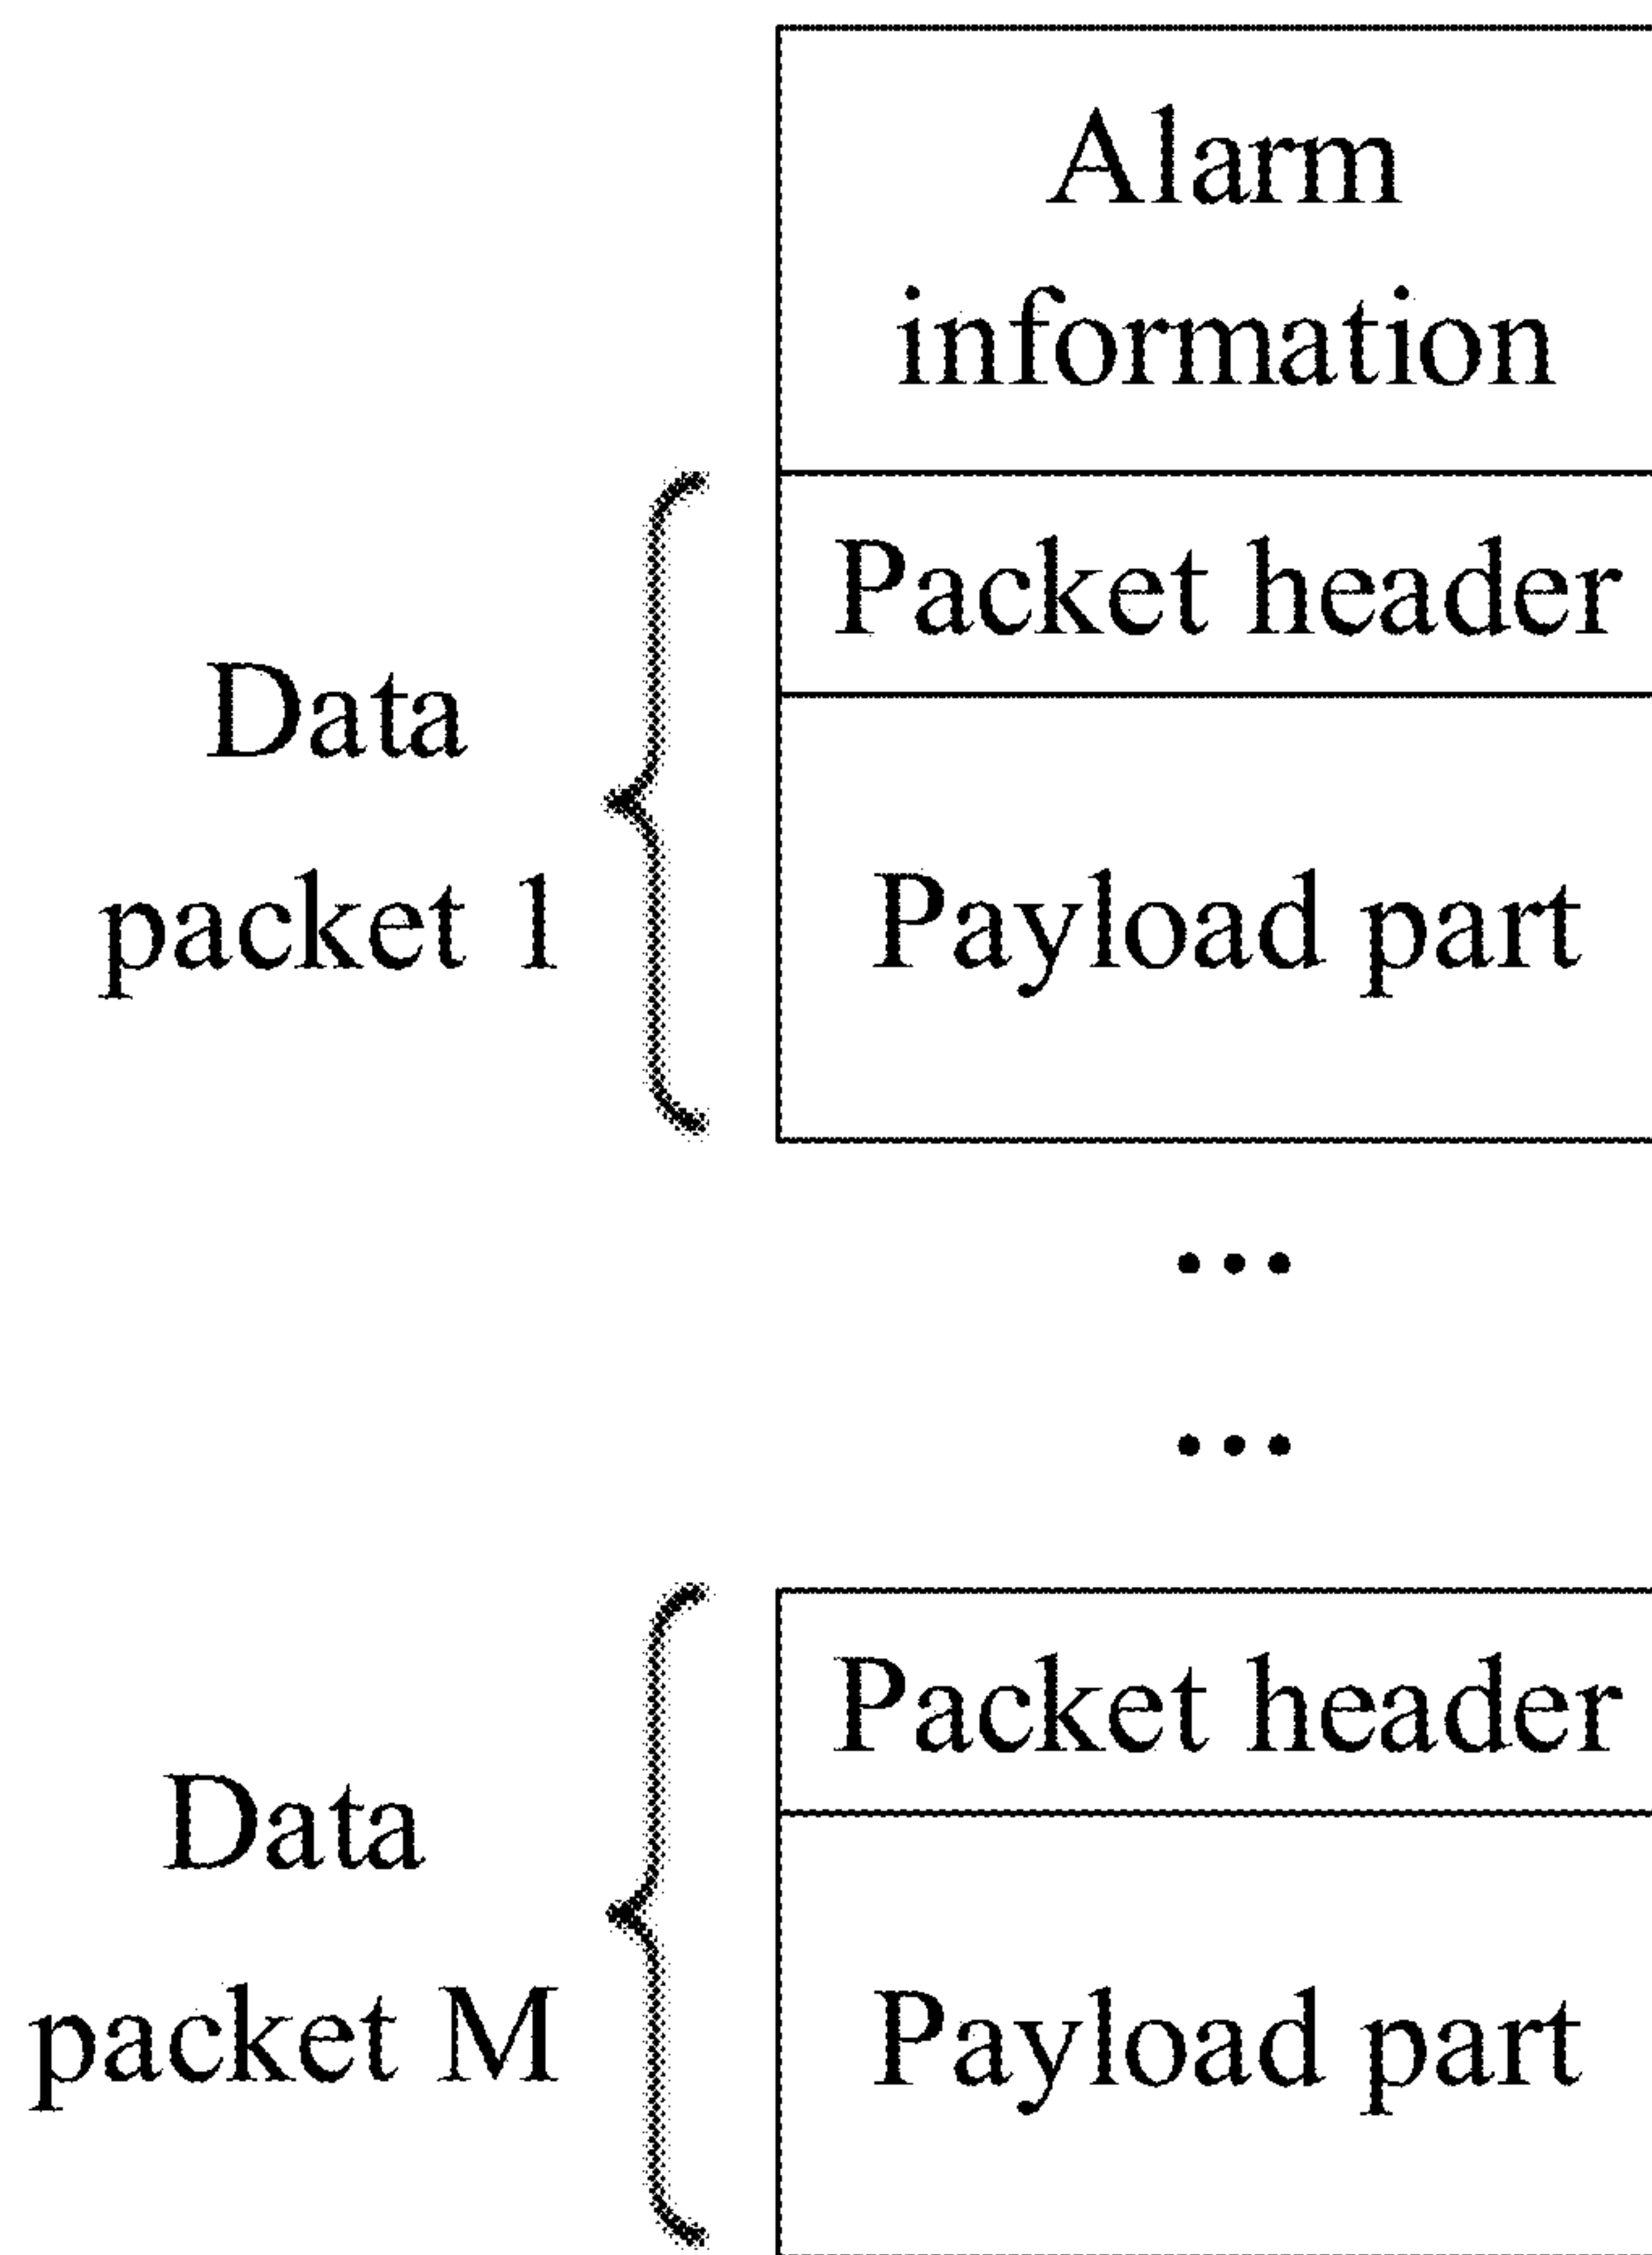 Alarm
information
Packet header
Data
packet 1
Payload part
...
...
Packet header
Data
packet M
Payload part